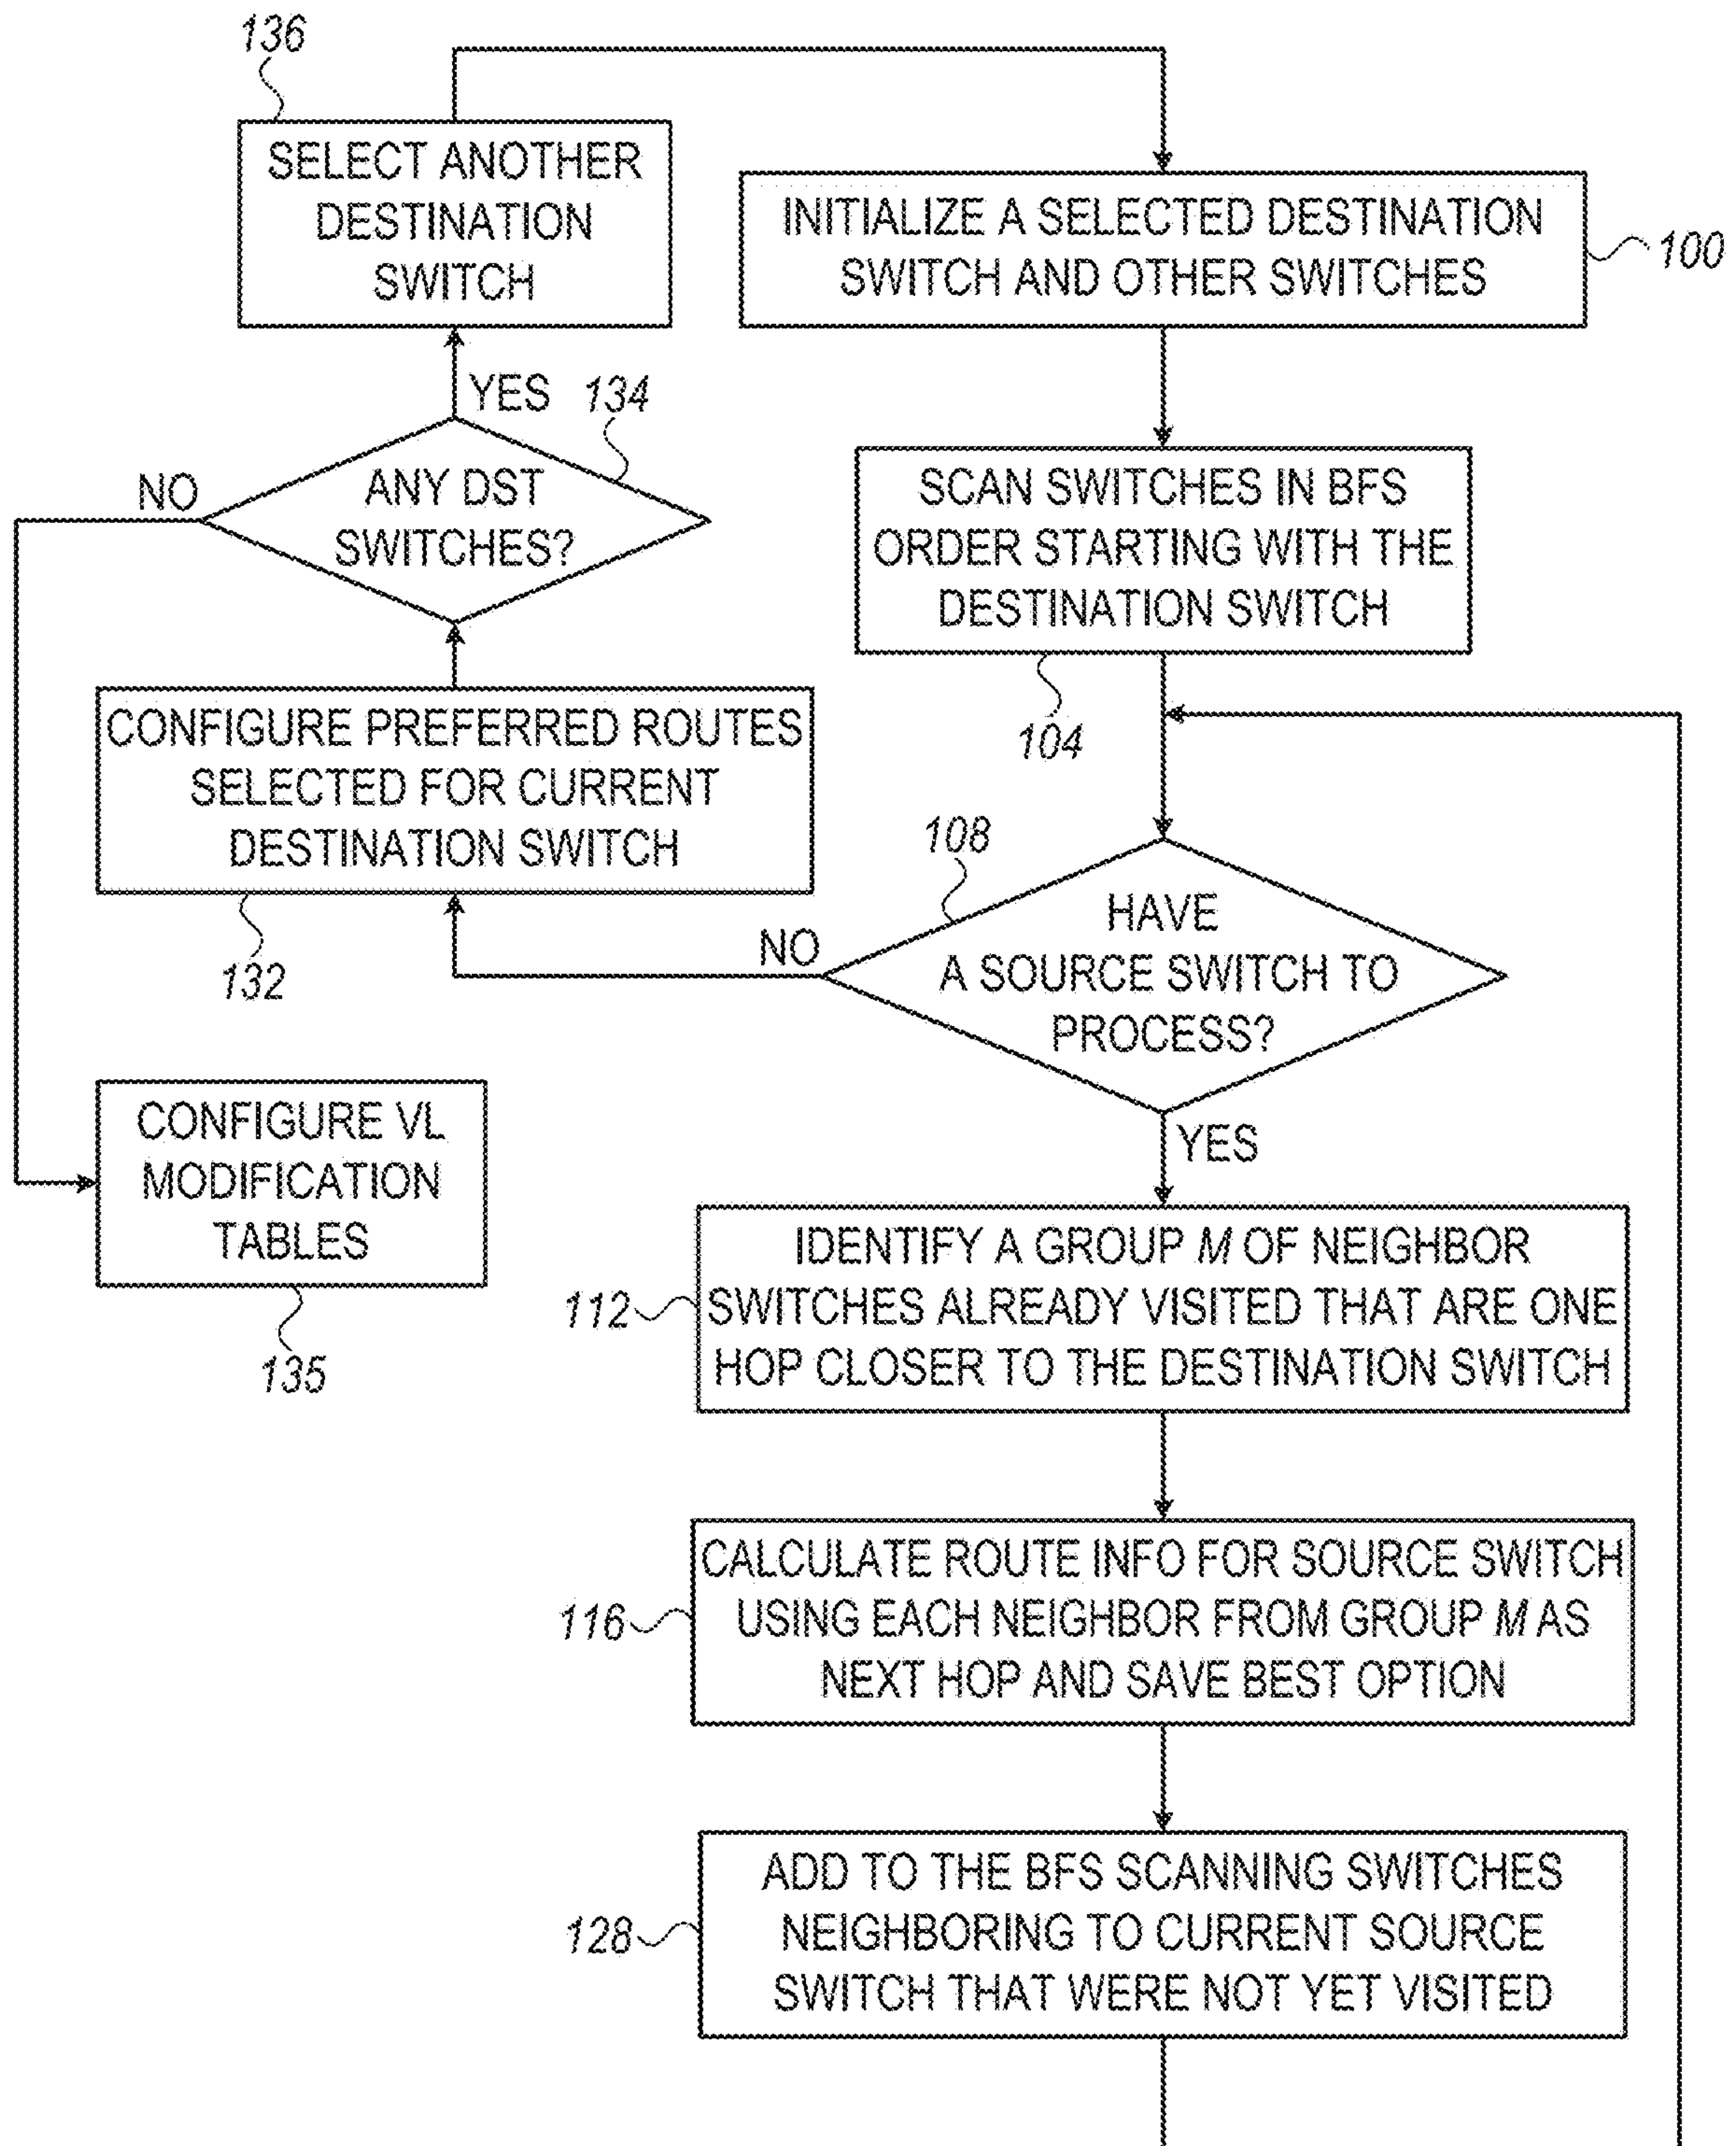 136
SELECT ANOTHER
DESTINATION
SWITCH
INITIALIZE A SELECTED DESTINATION
SWITCH AND OTHER SWITCHES
100
YES
134
NO
ANY DST
SWITCHES?
SCAN SWITCHES IN BFS
ORDER STARTING WITH THE
DESTINATION SWITCH
104
CONFIGURE PREFERRED ROUTES
SELECTED FOR CURRENT
DESTINATION SWITCH
132
108
NO
HAVE
A SOURCE SWITCH TO
PROCESS?
YES
CONFIGURE VL
MODIFICATION
TABLES
135
IDENTIFY A GROUP M OF NEIGHBOR
SWITCHES ALREADY VISITED THAT ARE ONE
HOP CLOSER TO THE DESTINATION SWITCH
112
CALCULATE ROUTE INFO FOR SOURCE SWITCH
USING EACH NEIGHBOR FROM GROUP M AS
NEXT HOP AND SAVE BEST OPTION
116
ADD TO THE BFS SCANNING SWITCHES
NEIGHBORING TO CURRENT SOURCE
SWITCH THAT WERE NOT YET VISITED
128